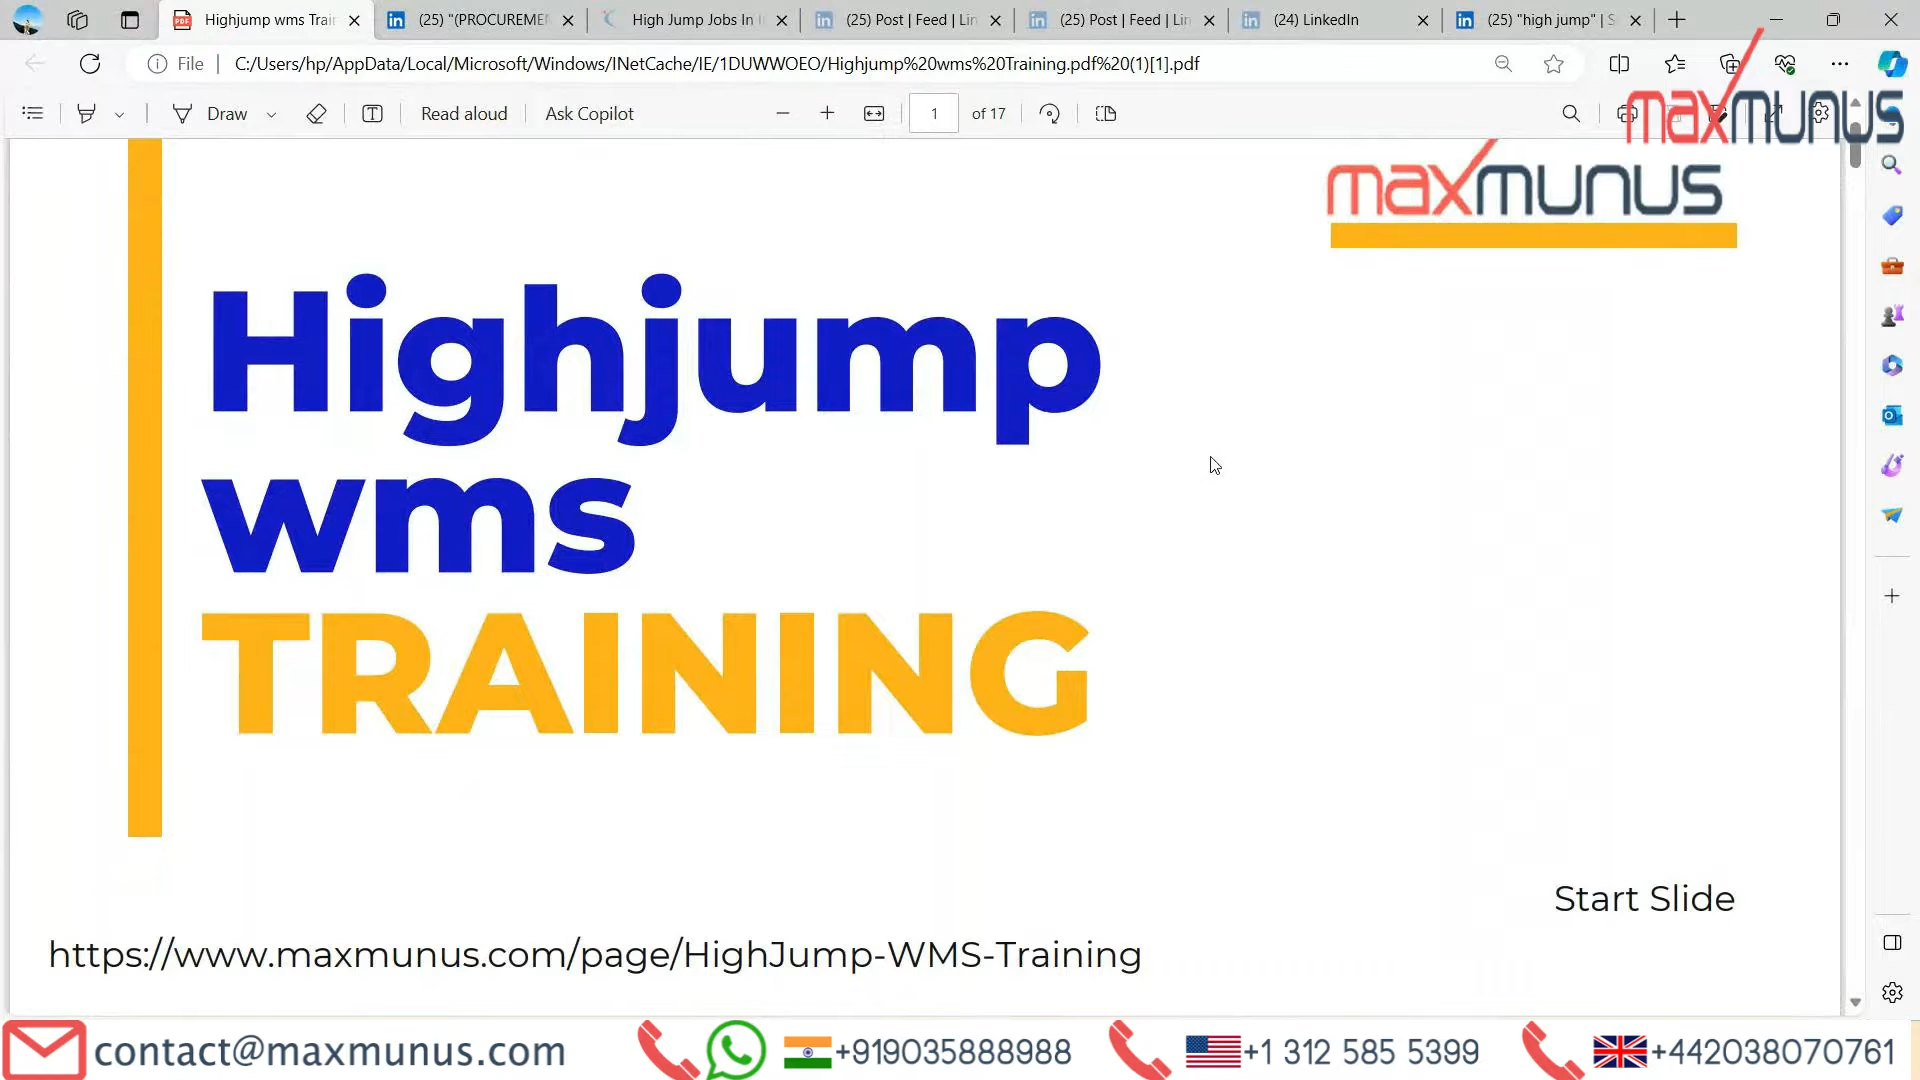 Highjump wms Train
(25) "(PROCUREMEN
High Jump Jobs In I
(25) Post | Feed | Lin
(25) Post | Feed | Lin
(24) LinkedIn
(25) "high jump" | S
File
C:/Users/hp/AppData/Local/Microsoft/Windows/INetCache/IE/1DUWWOEO/Highjump%20wms%20Training.pdf%20(1)[1].pdf
Draw
Read aloud
Ask Copilot
1
of 17
maxmunus
maxmunus
Highjump
wms
TRAINING
Start Slide
https://www.maxmunus.com/page/HighJump-WMS-Training
contact@maxmunus.com
+919035888988
+1 312 585 5399
+442038070761